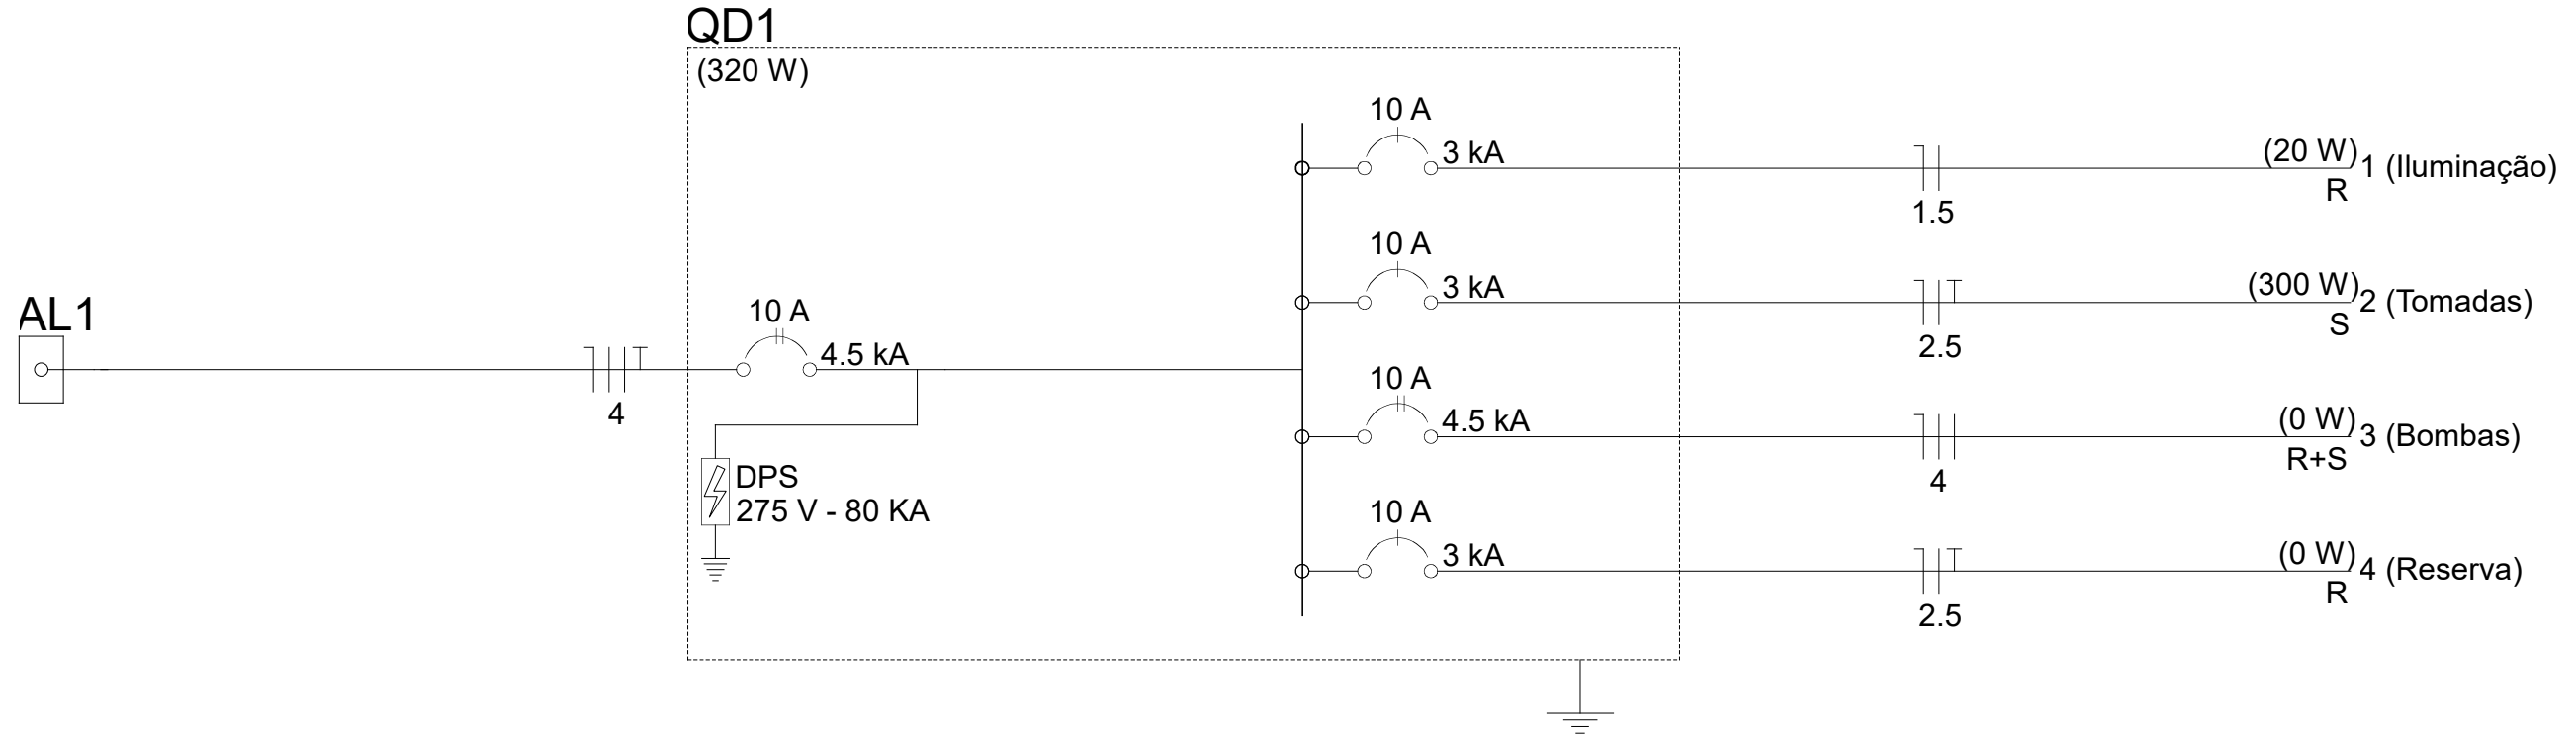 QD1
(320 W)
AL1
4
10 A
4.5 kA
DPS
275 V - 80 KA
10 A
3 kA
1.5
(20 W)
R
1 (Iluminação)
10 A
3 kA
2.5
(300 W)
S
2 (Tomadas)
10 A
4.5 kA
4
(0 W)
R+S
3 (Bombas)
10 A
3 kA
2.5
(0 W)
R
4 (Reserva)